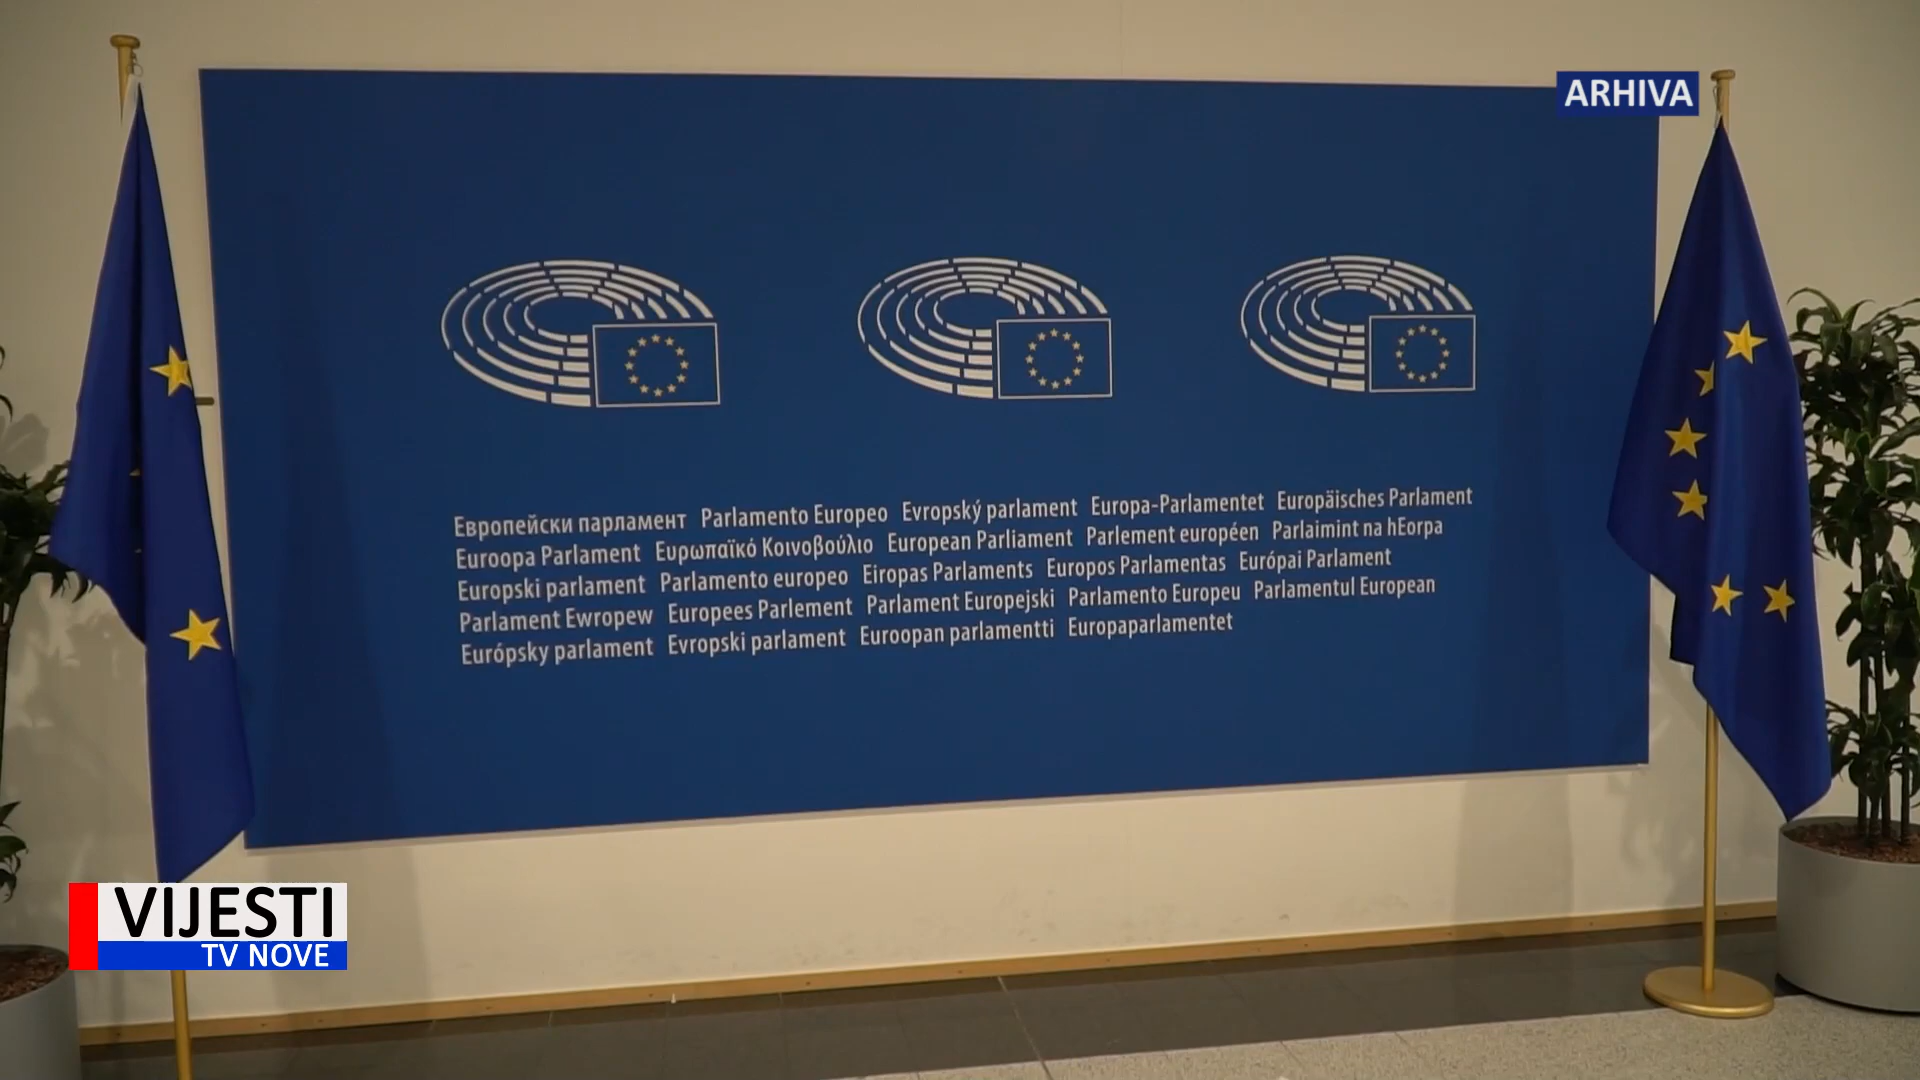 ARHIVA
Европейски парламент Parlamento Europeo Evropský parlament Europa-Parlamentet Europäisches Parlament
Euroopa Parlament Ευρωπαϊκό Κοινοβούλιο European Parliament Parlement européen Parlaimint na hEorpa
Europski parlament Parlamento europeo Eiropas Parlaments Europos Parlamentas Európai Parlament
Parlament Ewropew Europees Parlement Parlament Europejski Parlamento Europeu Parlamentul European
Európsky parlament Evropski parlament Euroopan parlamentti Europaparlamentet
VIJESTI
TV NOVE